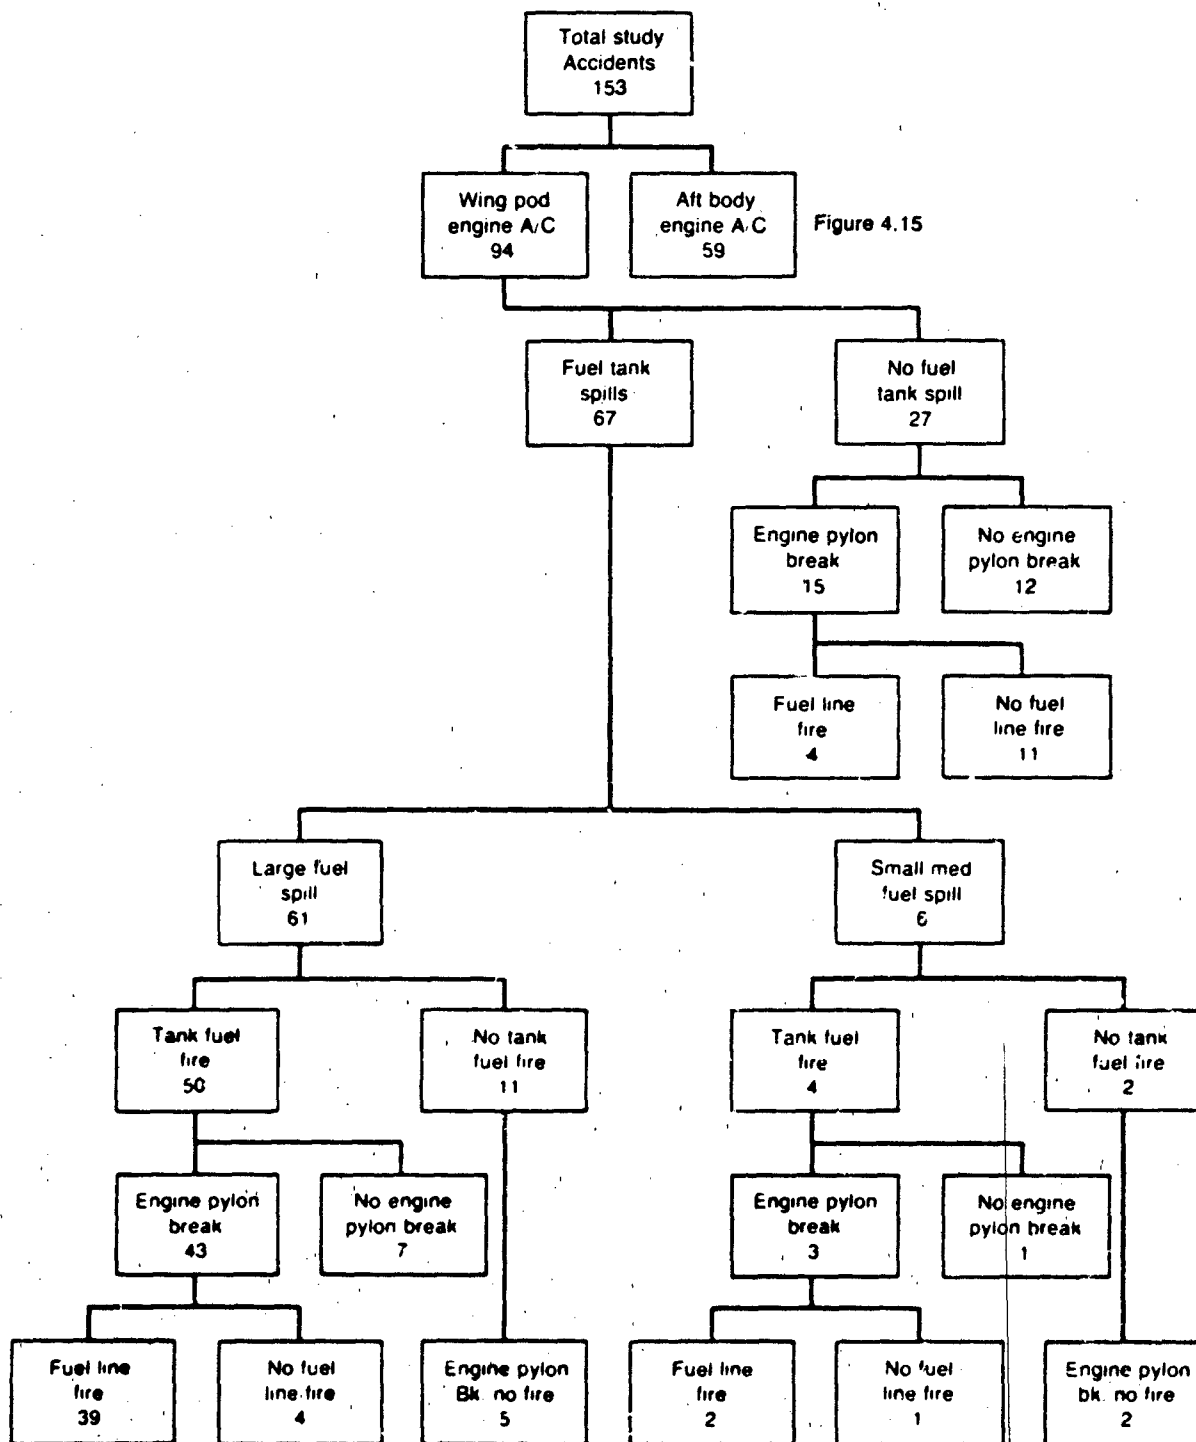 Total study
Accidents
153
Wing pod
engine A/C
94
Aft body
engine A/C
59
Figure 4.15
Fuel tank
spills
67
No fuel
tank spill
27
Engine pylon
break
15
No engine
pylon break
12
Fuel line
fire
4
No fuel
line fire
11
Large fuel
spill
61
Small med
fuel spill
6
Tank fuel
fire
50
No tank
fuel fire
11
Tank fuel
fire
4
No tank
fuel fire
2
Engine pylon
break
43
No engine
pylon break
7
Engine pylon
break
3
No engine
pylon break
1
Fuel line
fire
39
No fuel
line fire
4
Engine pylon
Bk. no fire
5
Fuel line
fire
2
No fuel
line fire
1
Engine pylon
bk. no fire
2